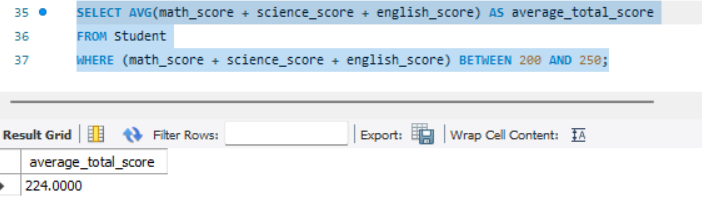 35 SELECT AVG(math_score + science_score + english_score) AS average_total_score
36 FROM Student
37 WHERE (math_score + science_score + english_score) BETWEEN 200 AND 250;
Result Grid Filter Rows: Export: Wrap Cell Content: IA
average_total_score
224.0000